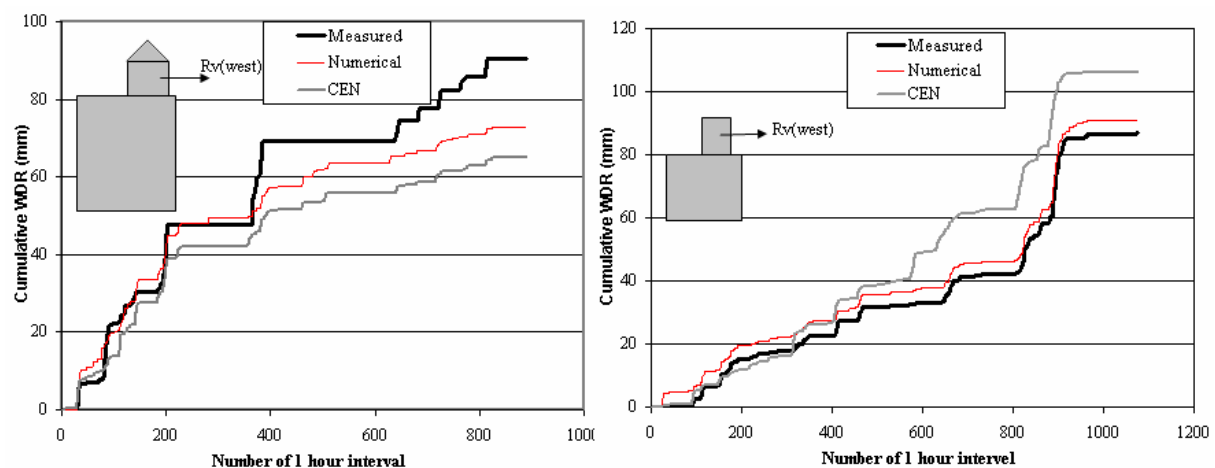 100
80
60
40
20
0
0
200
400
600
800
1000
Cumulative WDR (mm)
Number of 1 hour interval
Rv(west)
Measured
Numerical
CEN
120
100
80
60
40
20
0
0
200
400
600
800
1000
1200
Cumulative WDR (mm)
Number of 1 hour intervel
Rv(west)
Measured
Numerical
CEN